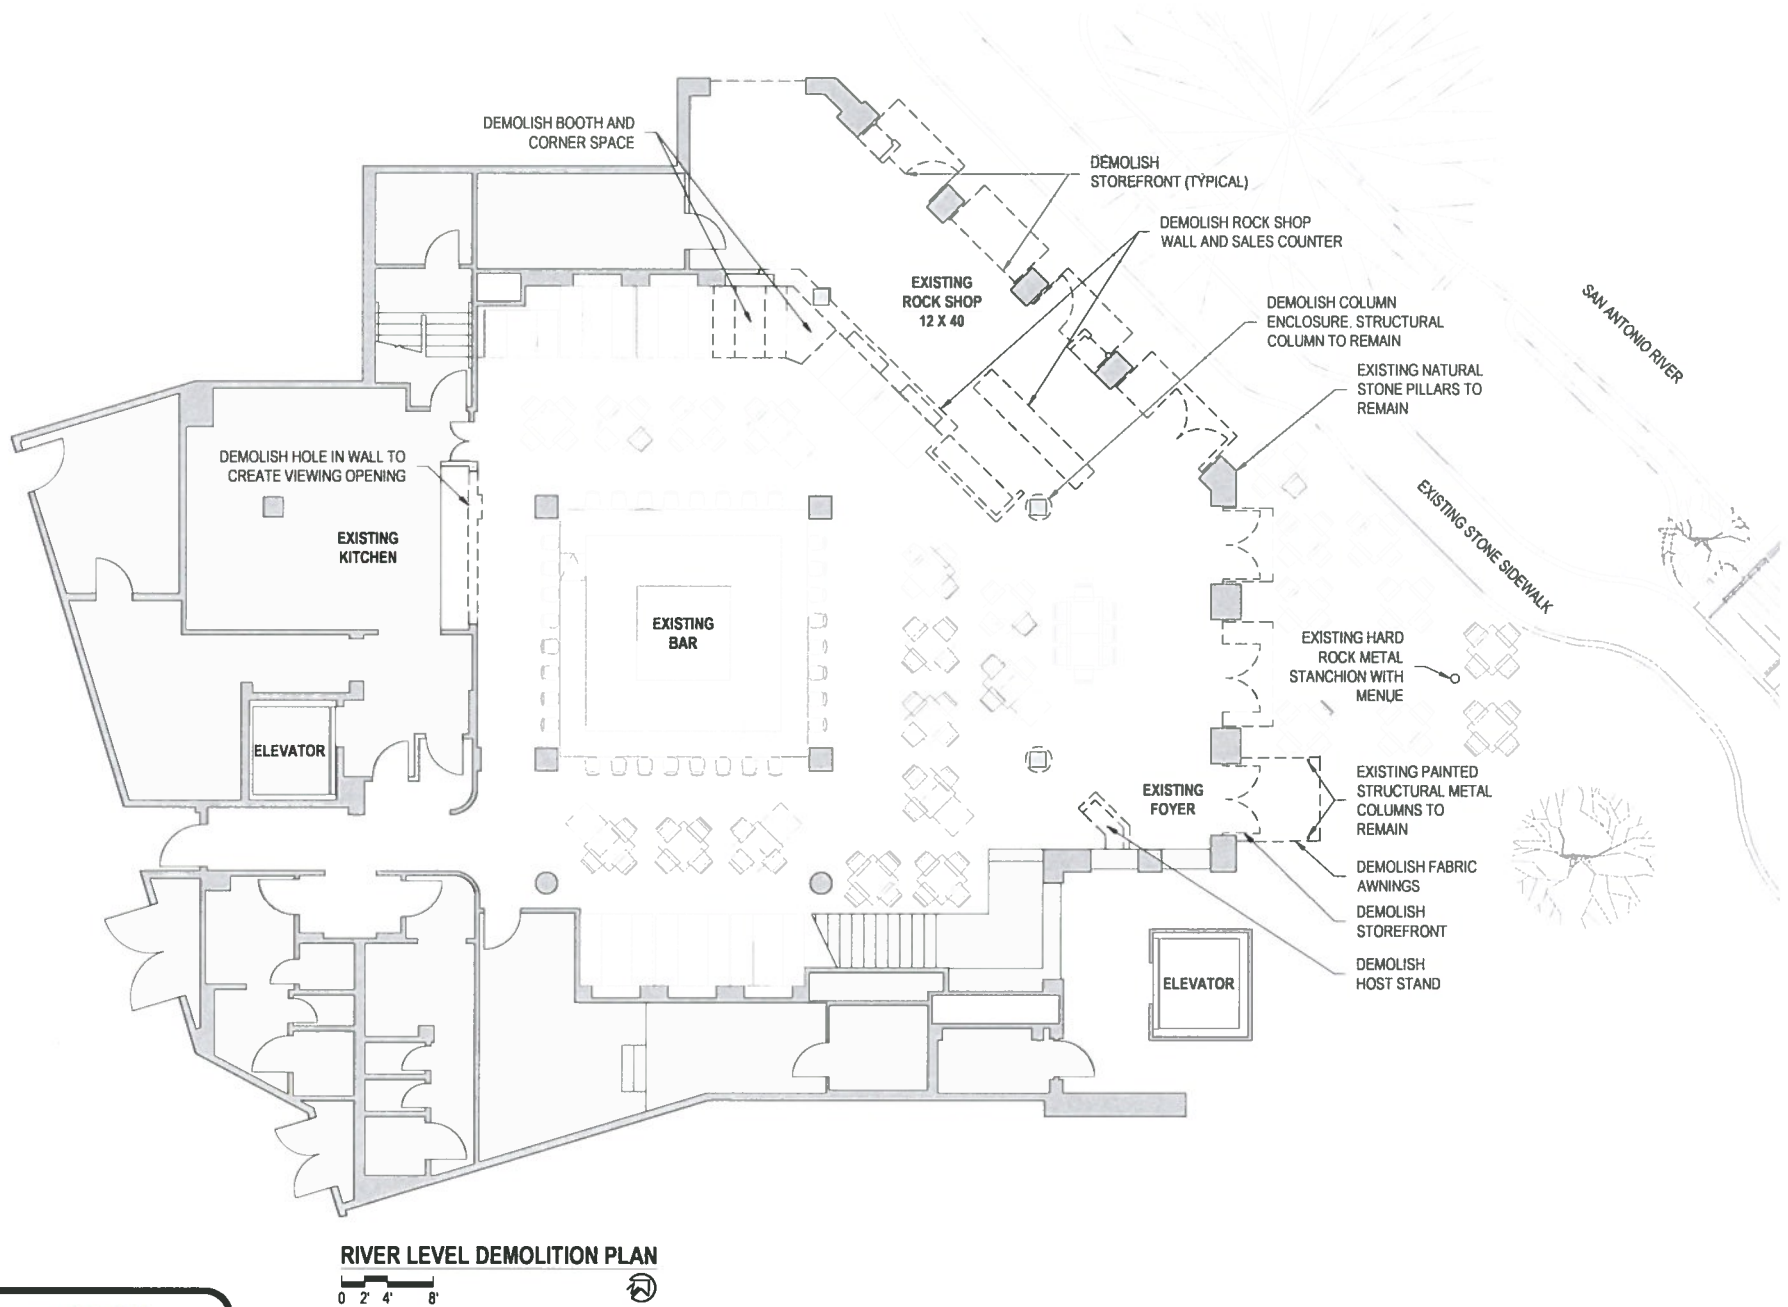 DEMOLISH BOOTH AND
CORNER SPACE
DEMOLISH
STOREFRONT (TYPICAL)
DEMOLISH ROCK SHOP
WALL AND SALES COUNTER
EXISTING
ROCK SHOP
12 X 40
SAN ANTONIO RIVER
DEMOLISH COLUMN
ENCLOSURE. STRUCTURAL
COLUMN TO REMAIN
EXISTING NATURAL
STONE PILLARS TO
REMAIN
DEMOLISH HOLE IN WALL TO
CREATE VIEWING OPENING
EXISTING
KITCHEN
EXISTING STONE SIDEWALK
EXISTING
BAR
EXISTING HARD
ROCK METAL
STANCHION WITH
MENUE
ELEVATOR
EXISTING
FOYER
EXISTING PAINTED
STRUCTURAL METAL
COLUMNS TO
REMAIN
DEMOLISH FABRIC
AWNINGS
DEMOLISH
STOREFRONT
DEMOLISH
HOST STAND
ELEVATOR
RIVER LEVEL DEMOLITION PLAN
0 2' 4' 8'